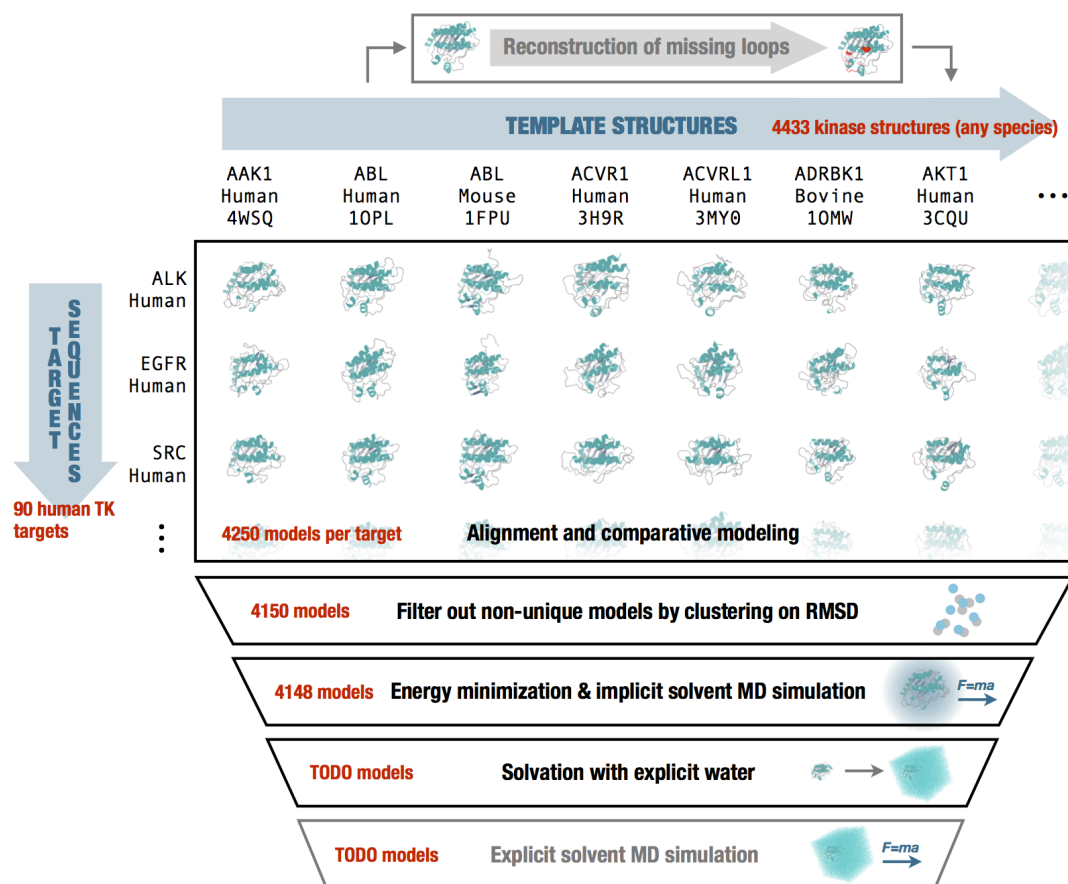 Reconstruction of missing loops
TEMPLATE STRUCTURES 4433 kinase structures (any species)
AAK1 ABL ABL ACVR1 ACVRL1 ADRBK1 AKT1
Human Human Mouse Human Human Bovine Human
4WSQ 1OPL 1FPU 3H9R 3MY0 1OMW 3CQU
...
TARGET SEQUENCES
ALK
Human
EGFR
Human
SRC
Human
90 human TK
targets
4250 models per target Alignment and comparative modeling
4150 models Filter out non-unique models by clustering on RMSD
4148 models Energy minimization & implicit solvent MD simulation F=ma
TODO models Solvation with explicit water
TODO models Explicit solvent MD simulation F=ma